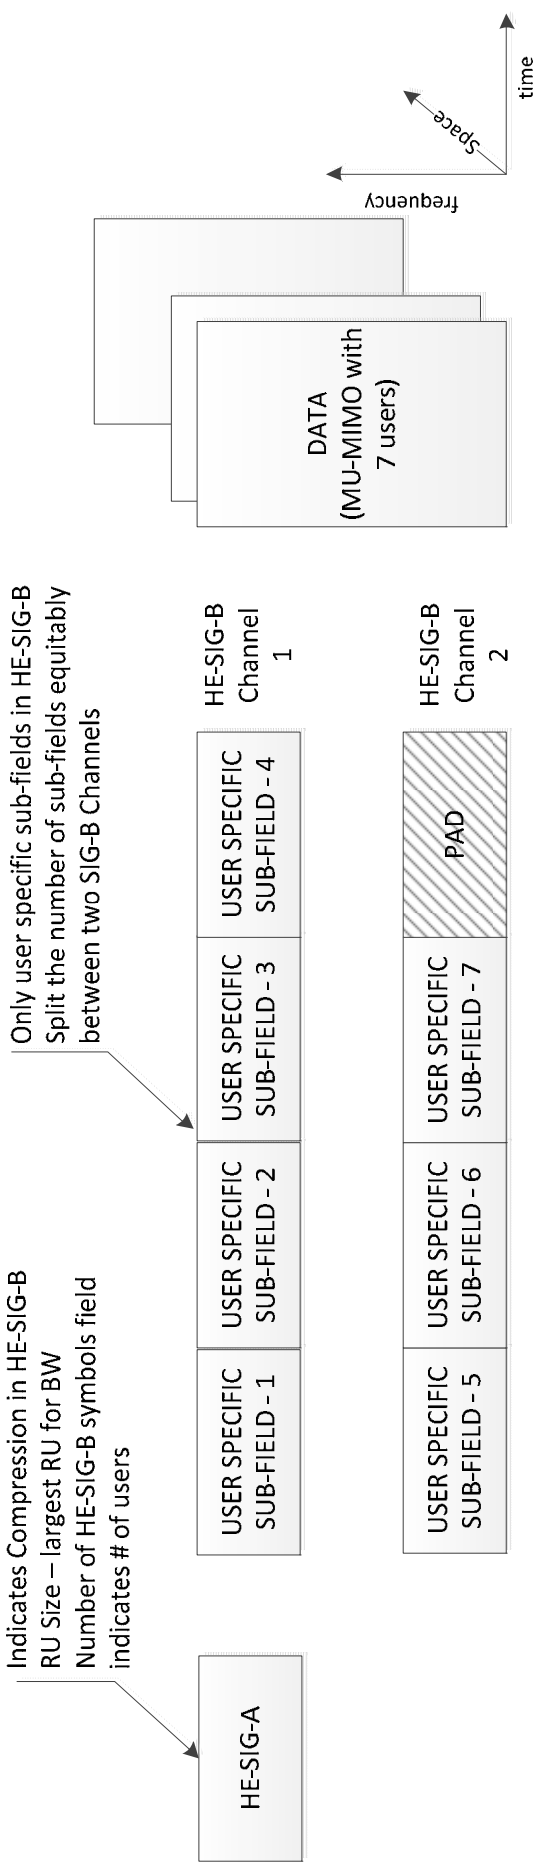 Indicates Compression in HE-SIG-B
RU Size – largest RU for BW
Number of HE-SIG-B symbols field
indicates # of users
Only user specific sub-fields in HE-SIG-B
Split the number of sub-fields equitably
between two SIG-B Channels
HE-SIG-A
USER SPECIFIC
SUB-FIELD - 1
USER SPECIFIC
SUB-FIELD - 2
USER SPECIFIC
SUB-FIELD - 3
USER SPECIFIC
SUB-FIELD - 4
HE-SIG-B
Channel
1
USER SPECIFIC
SUB-FIELD - 5
USER SPECIFIC
SUB-FIELD - 6
USER SPECIFIC
SUB-FIELD - 7
PAD
HE-SIG-B
Channel
2
DATA
(MU-MIMO with
7 users)
frequency
Space
time